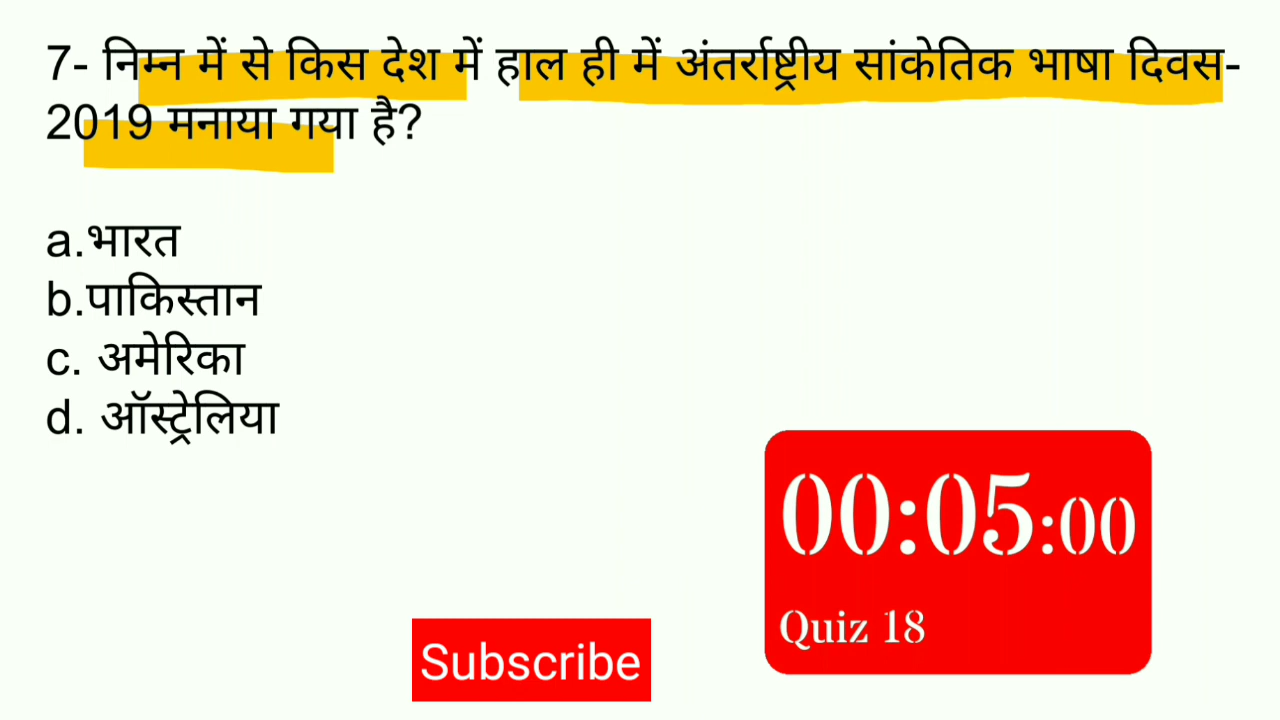 7- निम्न में से किस देश में हाल ही में अंतर्राष्ट्रीय सांकेतिक भाषा दिवस-
2019 मनाया गया है?
a.भारत
b.पाकिस्तान
c. अमेरिका
d. ऑस्ट्रेलिया
00:05:00
Quiz 18
Subscribe